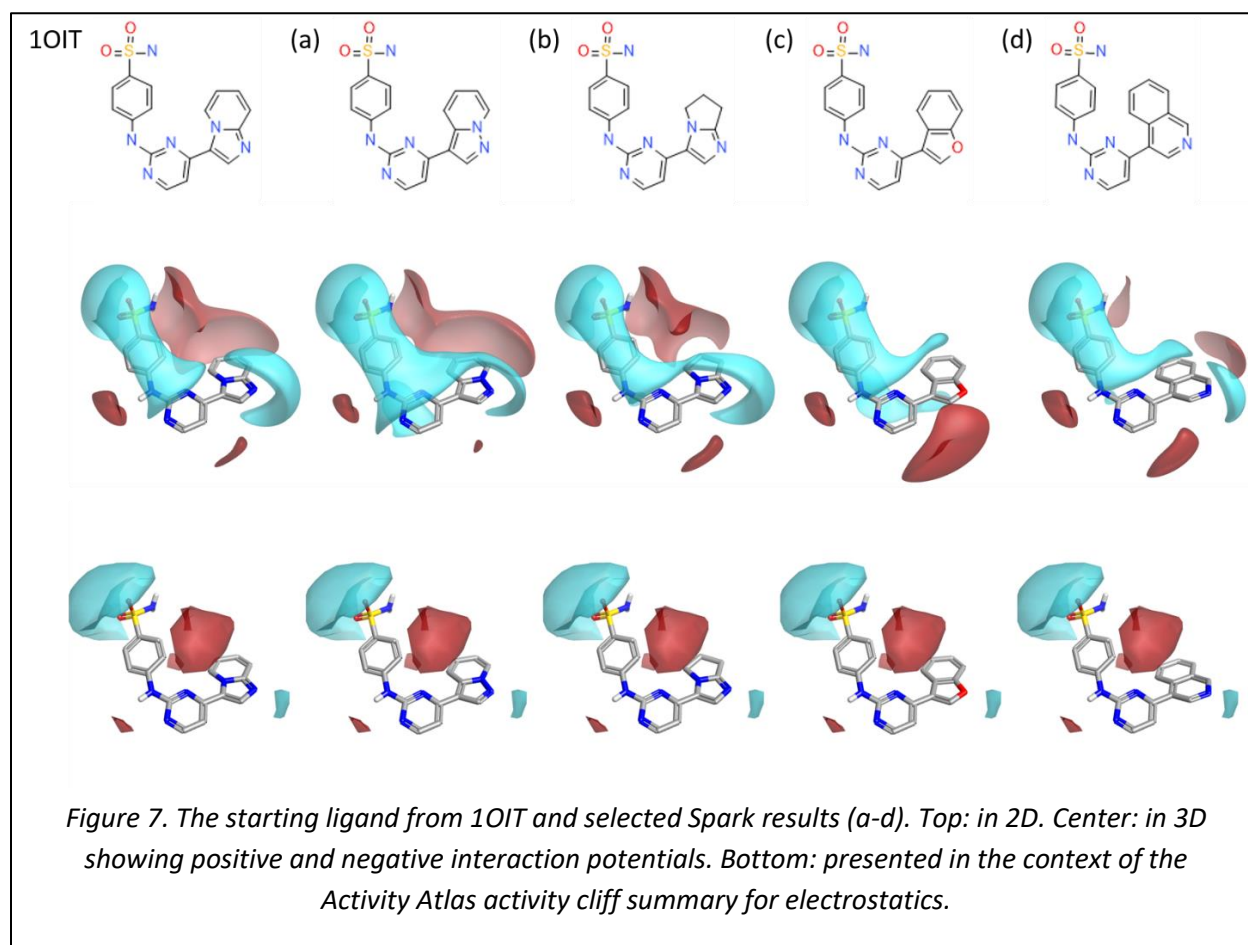 1OIT (a) (b) (c) (d)
O O O O O
O=S-N O=S-N O=S-N O=S-N O=S-N
N N N O
N N N N N N N N N N
N N N N N N
N N N N N
Figure 7. The starting ligand from 1OIT and selected Spark results (a-d). Top: in 2D. Center: in 3D
showing positive and negative interaction potentials. Bottom: presented in the context of the
Activity Atlas activity cliff summary for electrostatics.